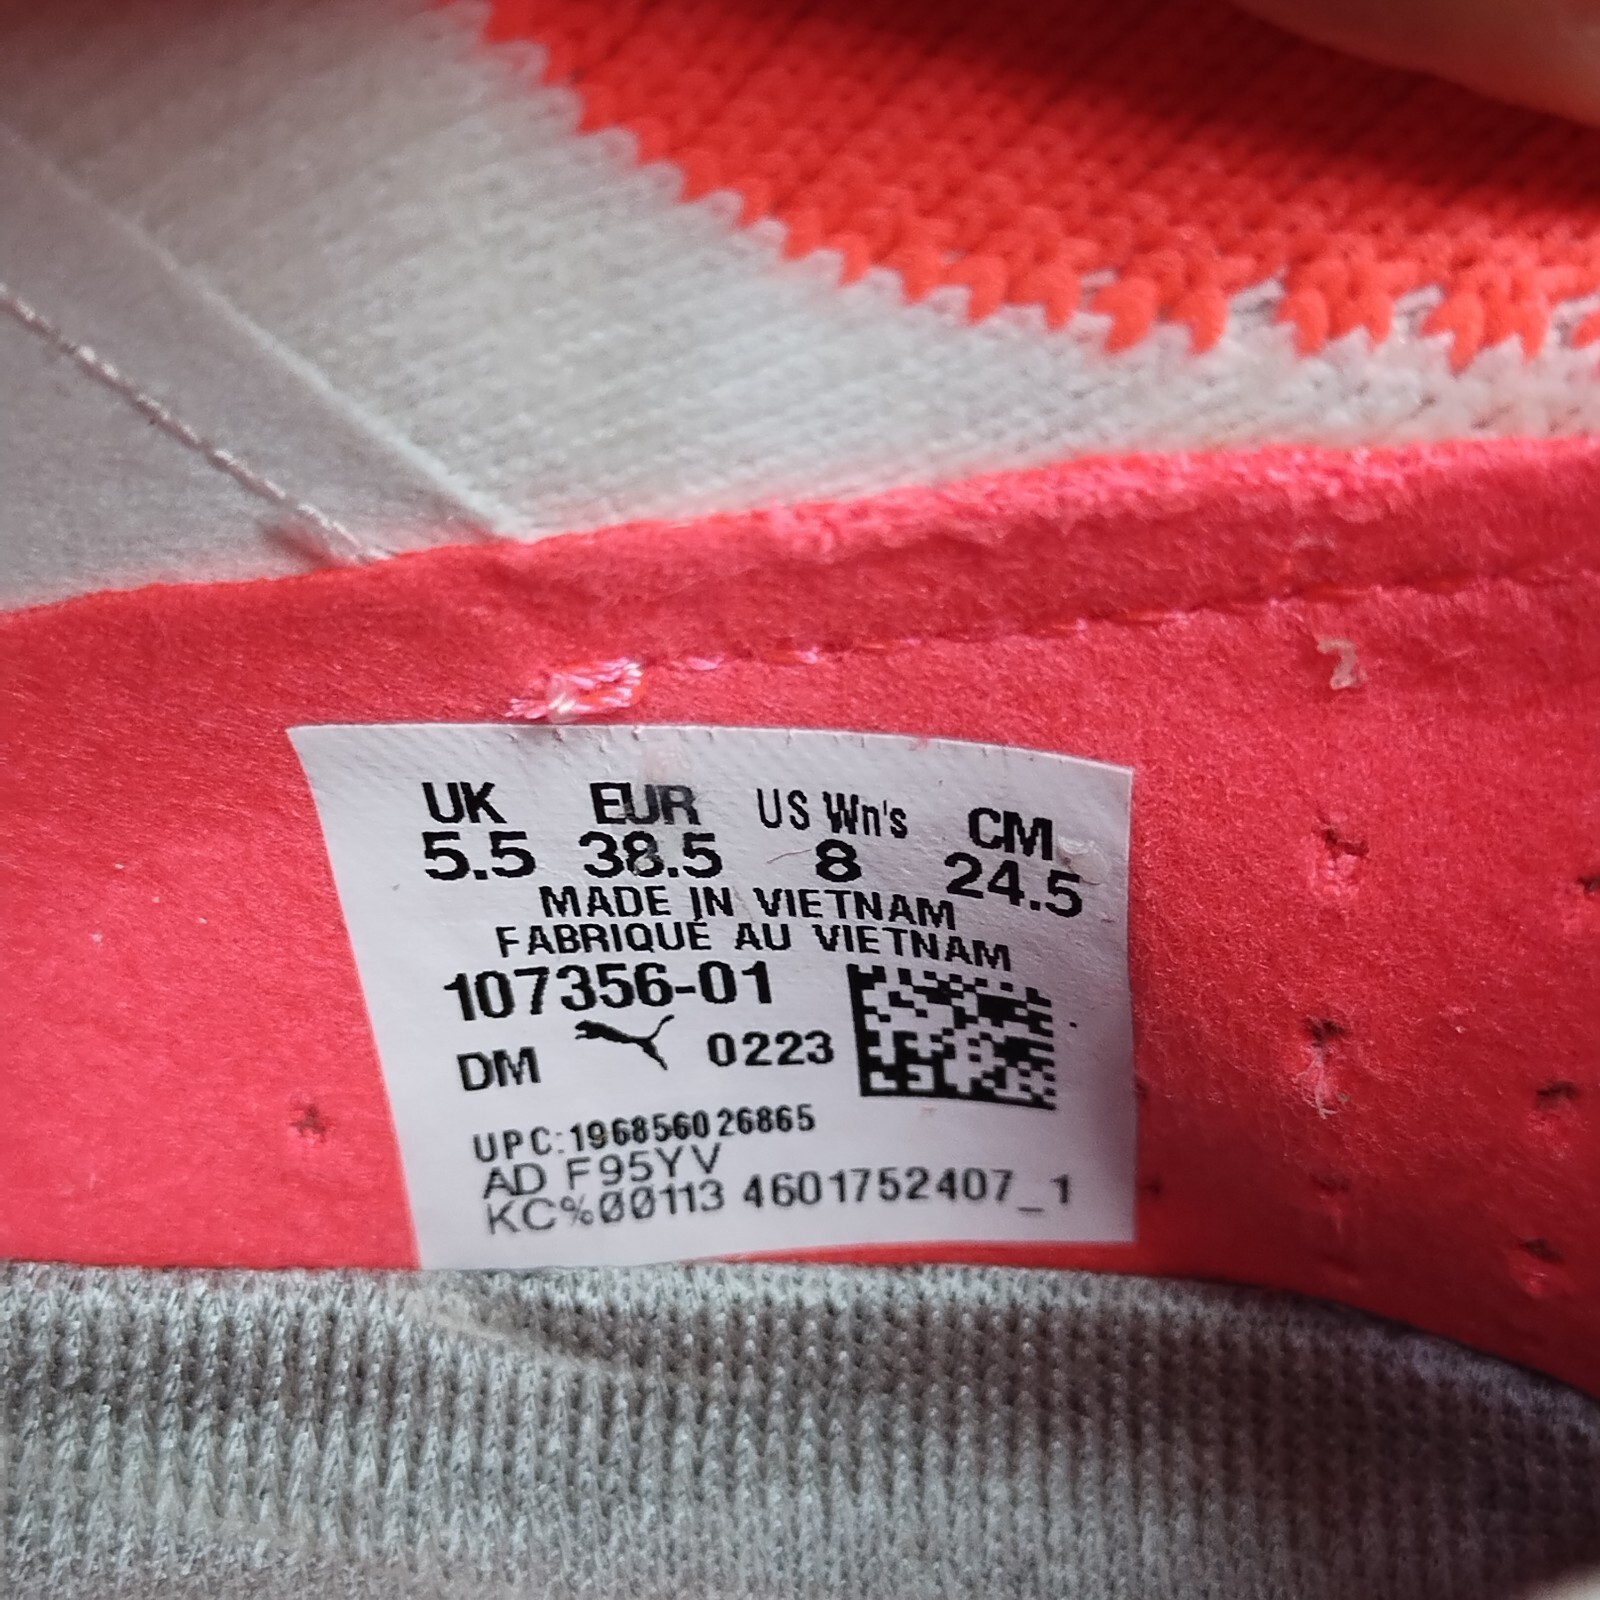 UK EUR US Wn's CM
5.5 38.5 8 24.5
MADE IN VIETNAM
FABRIQUÉ AU VIETNAM
107356-01
DM 0223
UPC:196856026865
AD F95YV
KC%00113 4601752407_1